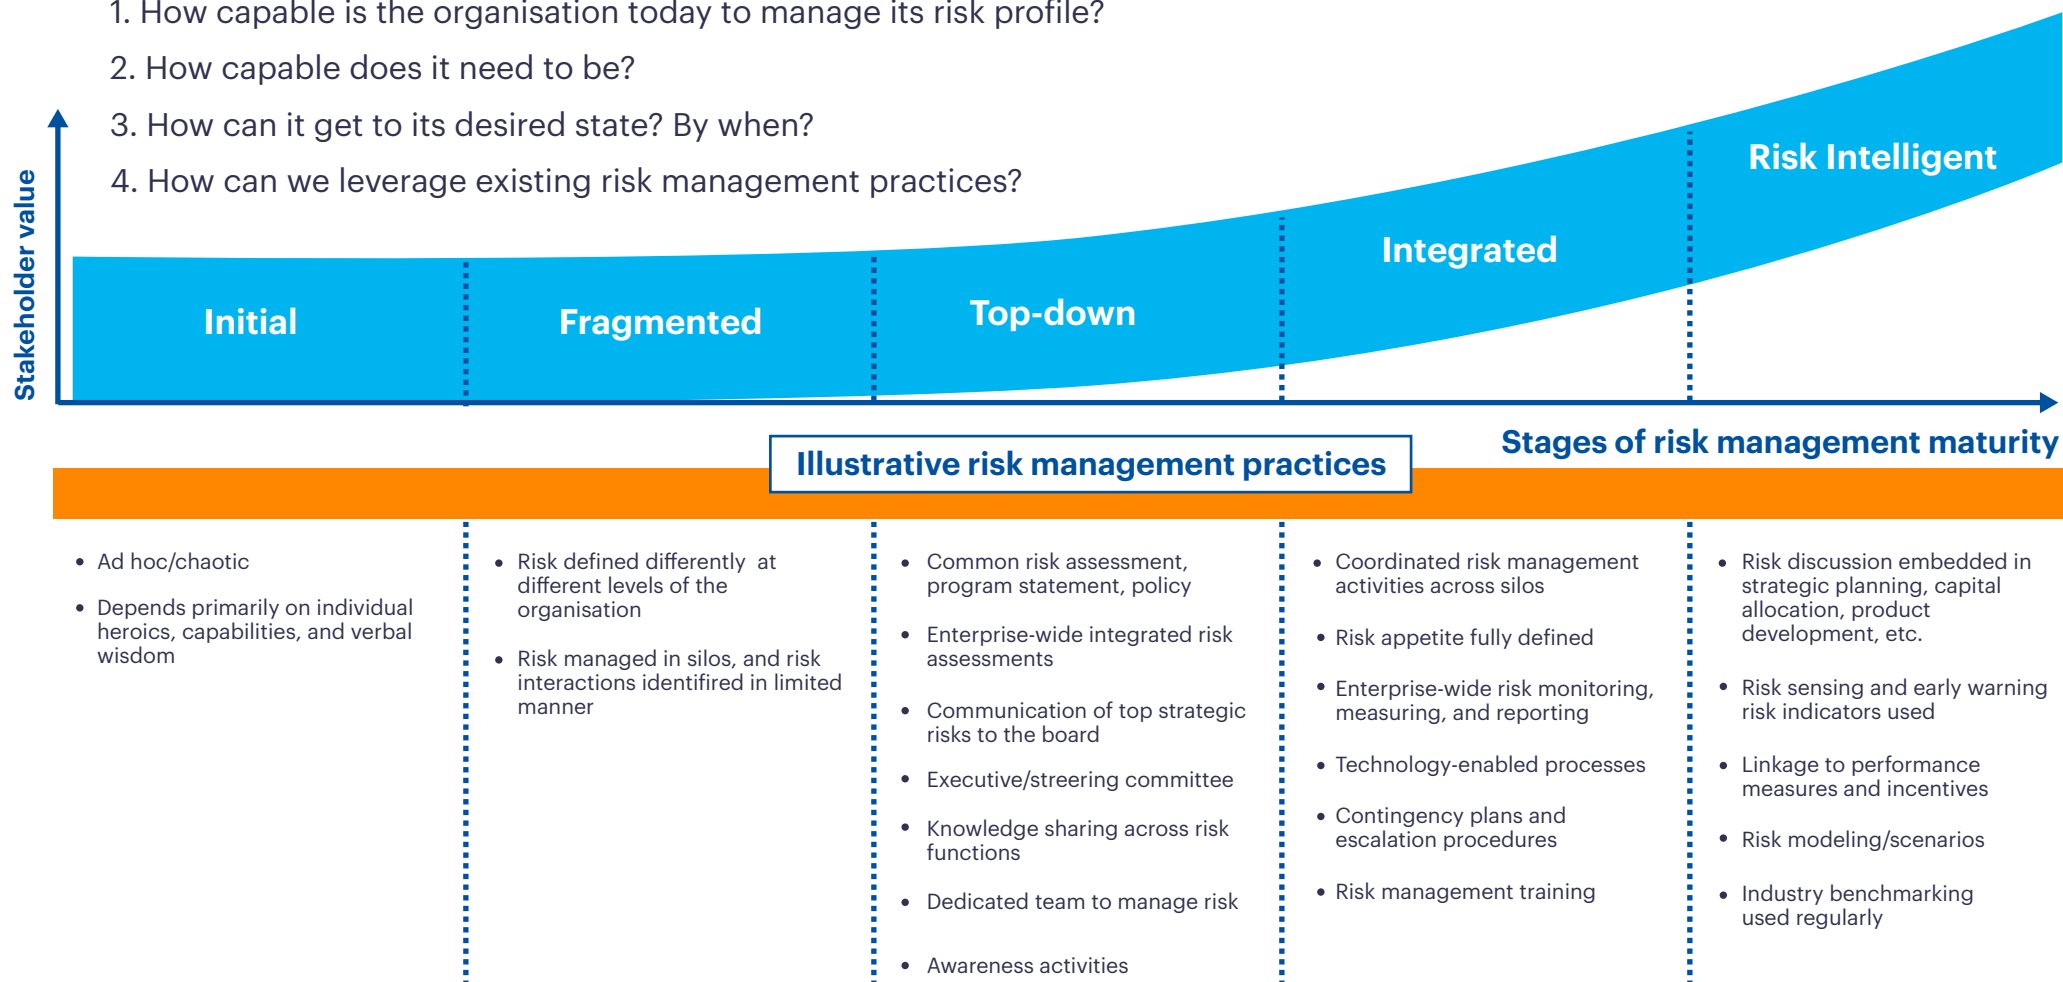 1. How capable is the organisation today to manage its risk profile?
2. How capable does it need to be?
3. How can it get to its desired state? By when?
4. How can we leverage existing risk management practices?
Stakeholder value
Initial
Fragmented
Top-down
Integrated
Risk Intelligent
Stages of risk management maturity
Illustrative risk management practices
• Ad hoc/chaotic
• Depends primarily on individual
heroics, capabilities, and verbal
wisdom
• Risk defined differently at
different levels of the
organisation
• Risk managed in silos, and risk
interactions identifired in limited
manner
• Common risk assessment,
program statement, policy
• Enterprise-wide integrated risk
assessments
• Communication of top strategic
risks to the board
• Executive/streering committee
• Knowledge sharing across risk
functions
• Dedicated team to manage risk
• Awareness activities
• Coordinated risk management
activities across silos
• Risk appetite fully defined
• Enterprise-wide risk monitoring,
measuring, and reporting
• Technology-enabled processes
• Contingency plans and
escalation procedures
• Risk management training
• Risk discussion embedded in
strategic planning, capital
allocation, product
development, etc.
• Risk sensing and early warning
risk indicators used
• Linkage to performance
measures and incentives
• Risk modeling/scenarios
• Industry benchmarking
used regularly